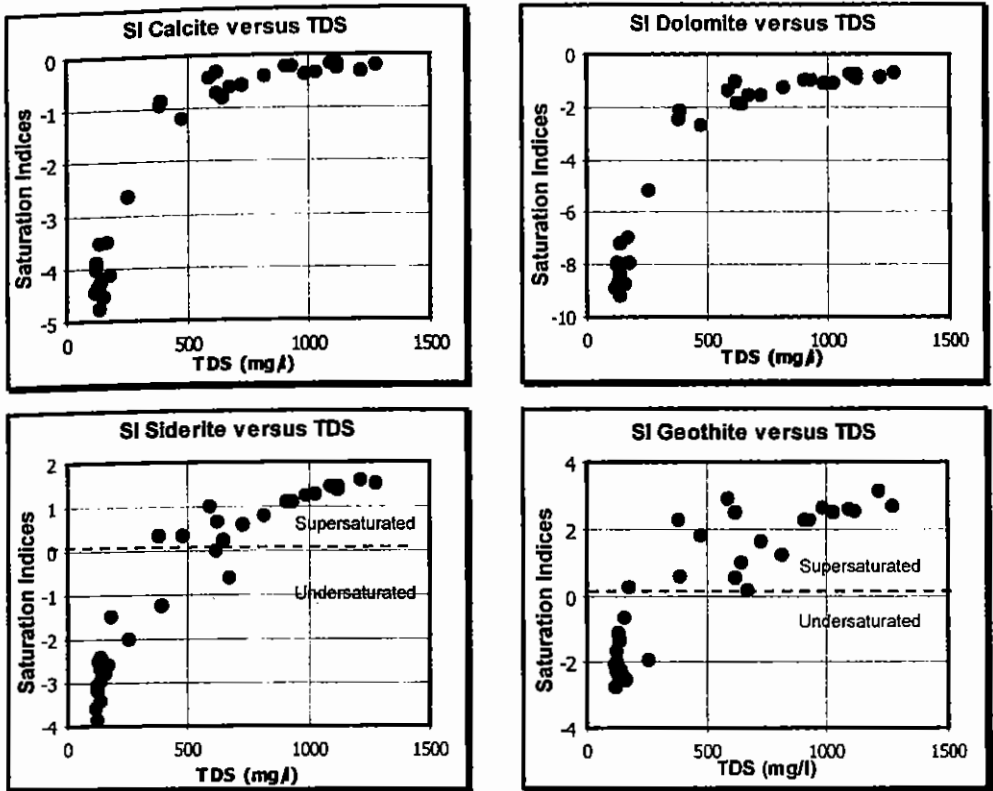 SI Calcite versus TDS
Saturation Indices
0
-1
-2
-3
-4
-5
0 500 1000 1500
TDS (mg/l)
SI Dolomite versus TDS
Saturation Indices
0
-2
-4
-6
-8
-10
0 500 1000 1500
TDS (mg/l)
SI Siderite versus TDS
Saturation Indices
2
1
0
-1
-2
-3
-4
Supersaturated
Undersaturated
0 500 1000 1500
TDS (mg/l)
SI Geothite versus TDS
Saturation Indices
4
2
0
-2
-4
Supersaturated
Undersaturated
0 500 1000 1500
TDS (mg/l)